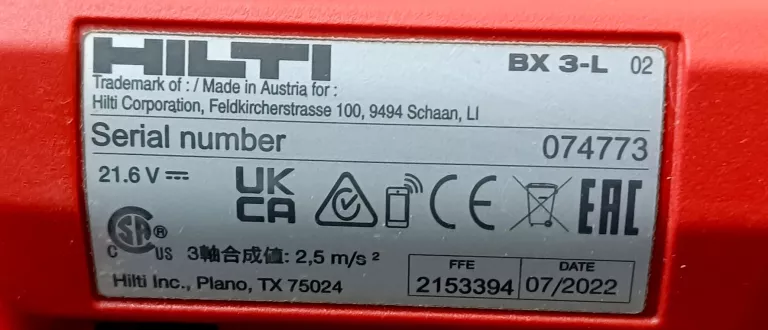 HILTI
BX 3-L 02
Trademark of : / Made in Austria for :
Hilti Corporation, Feldkircherstrasse 100, 9494 Schaan, LI
Serial number 074773
21.6 V
UK
CA
CE
EAC
CSA ®
C US
3軸合成値: 2,5 m/s ²
Hilti Inc., Plano, TX 75024
FFE
2153394
DATE
07/2022